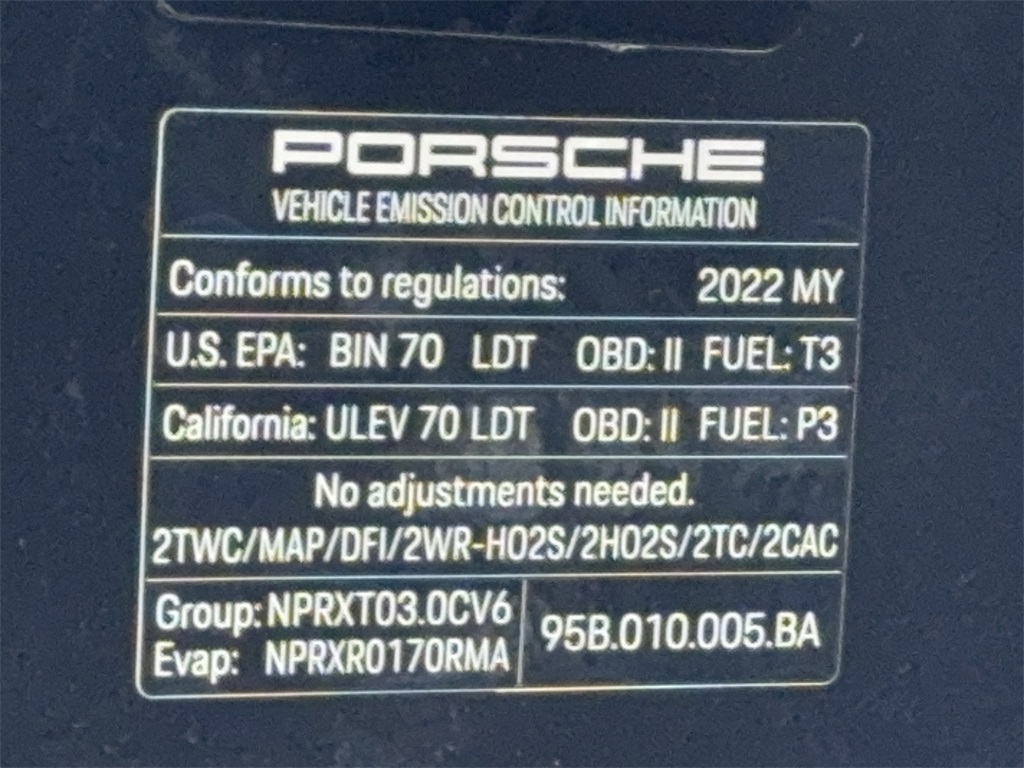 PORSCHE
VEHICLE EMISSION CONTROL INFORMATION
Conforms to regulations: 2022 MY
U.S. EPA: BIN 70 LDT OBD: II FUEL: T3
California: ULEV 70 LDT OBD: II FUEL: P3
No adjustments needed.
2TWC/MAP/DFI/2WR-HO2S/2HO2S/2TC/2CAC
Group: NPRXT03.0CV6
Evap: NPRXR0170RMA
95B.010.005.BA